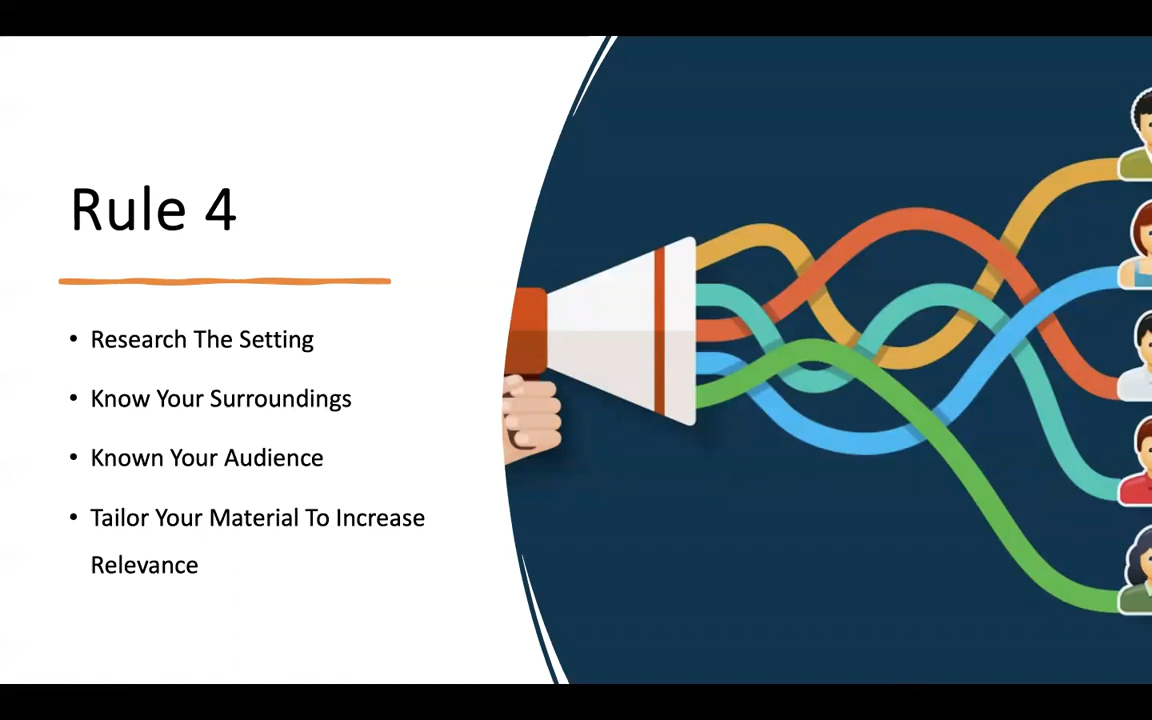 Rule 4
• Research The Setting
• Know Your Surroundings
• Known Your Audience
• Tailor Your Material To Increase
Relevance